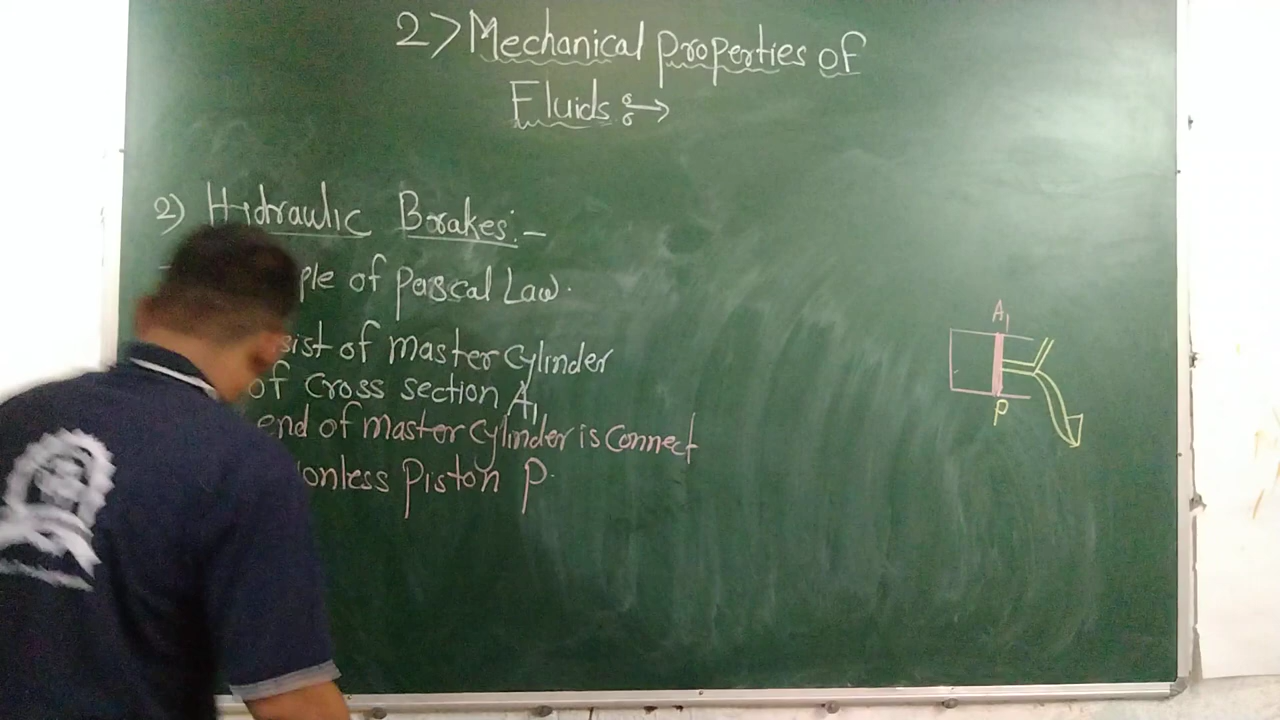 2> Mechanical properties of
Fluids :→
2) Hidraulic Brakes:-
ple of pascal Law.
sist of master cylinder
of cross section A1,
end of master cylinder is connect
onless piston p.
A1
P